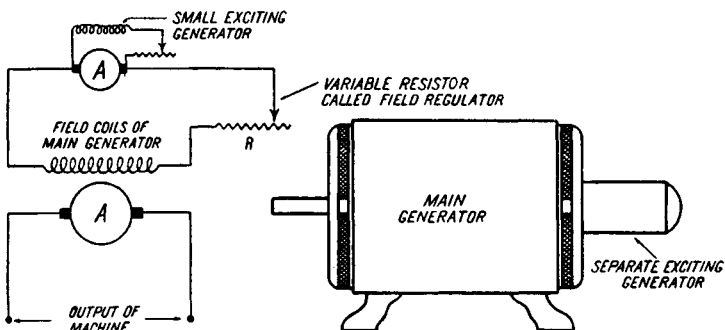 SMALL EXCITING
GENERATOR
A
VARIABLE RESISTOR
CALLED FIELD REGULATOR
FIELD COILS OF
MAIN GENERATOR
R
A
OUTPUT OF
MACHINE
MAIN
GENERATOR
SEPARATE EXCITING
GENERATOR